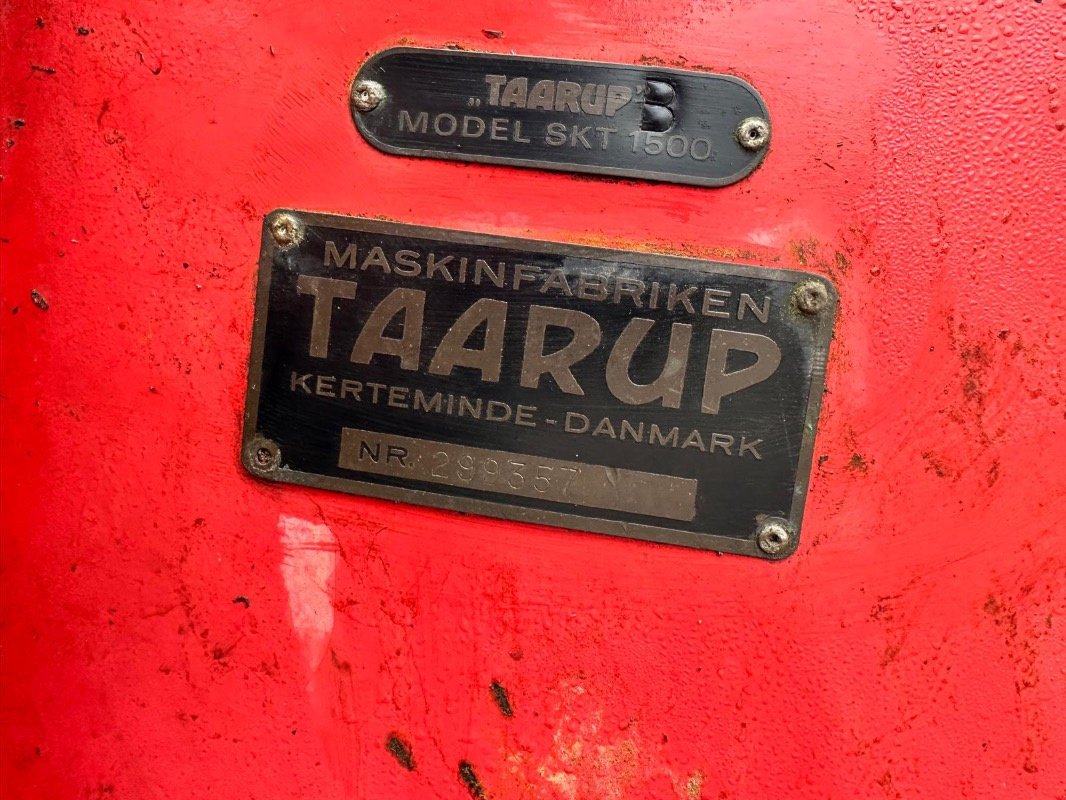 „TAARUP” B
MODEL SKT 1500
MASKINFABRIKEN
TAARUP
KERTEMINDE - DANMARK
NR. 299357